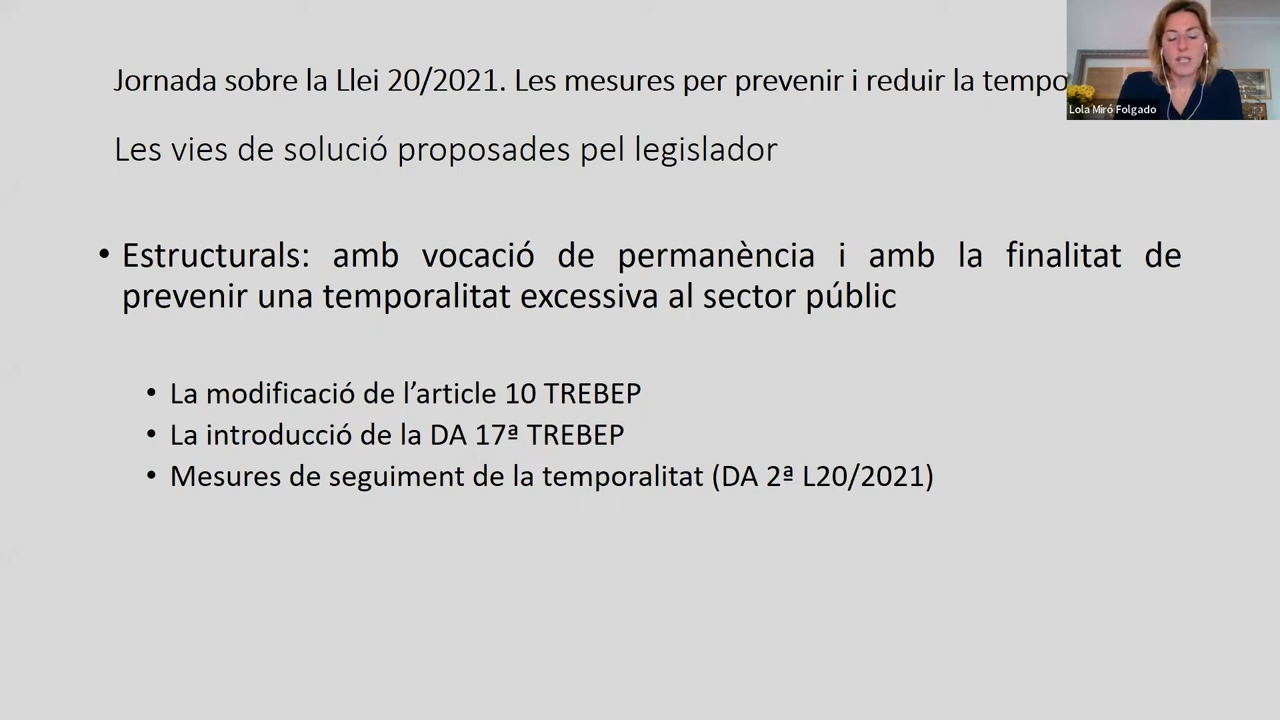 Jornada sobre la Llei 20/2021. Les mesures per prevenir i reduir la tempo
Lola Miró Folgado
Les vies de solució proposades pel legislador
• Estructurals: amb vocació de permanència i amb la finalitat de
prevenir una temporalitat excessiva al sector públic
• La modificació de l’article 10 TREBEP
• La introducció de la DA 17ª TREBEP
• Mesures de seguiment de la temporalitat (DA 2ª L20/2021)